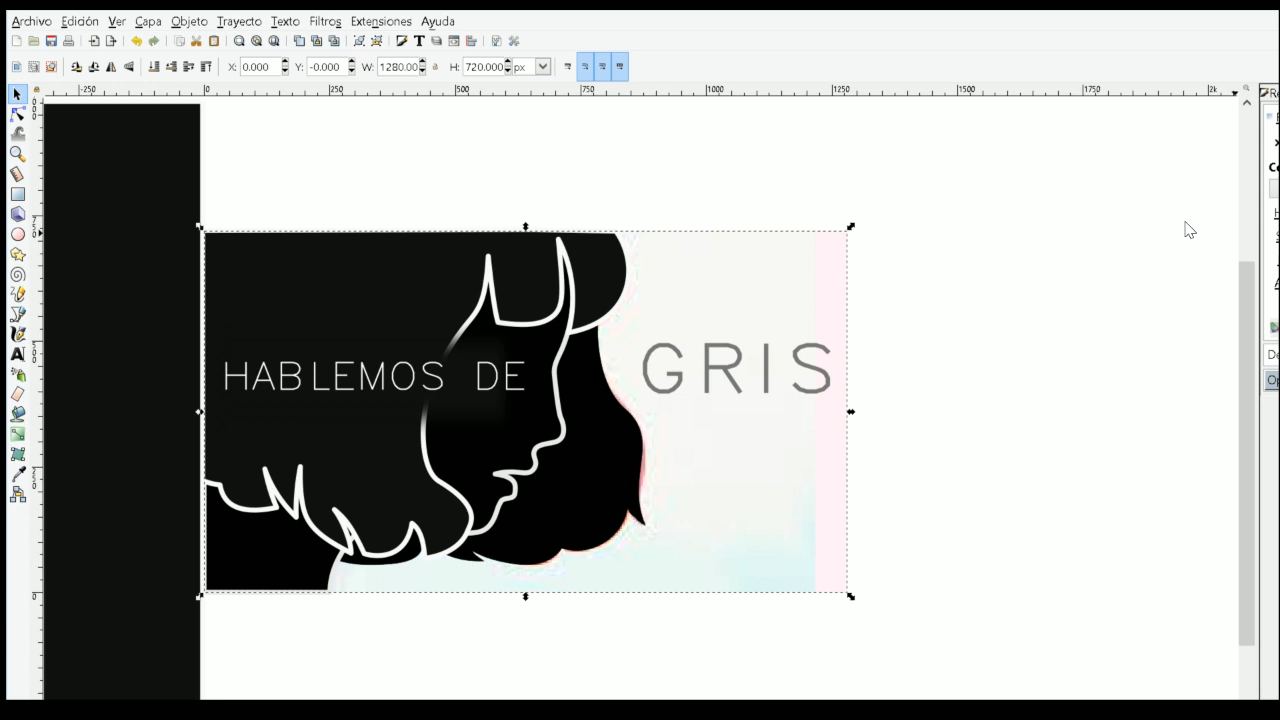 Archivo Edición Ver Capa Objeto Trayecto Texto Filtros Extensiones Ayuda
X: 0.000 Y: -0.000 W: 1280.00 H: 720.000 px
-250 0 250 500 750 1000 1250 1500 1750 2k
HABLEMOS DE GRIS